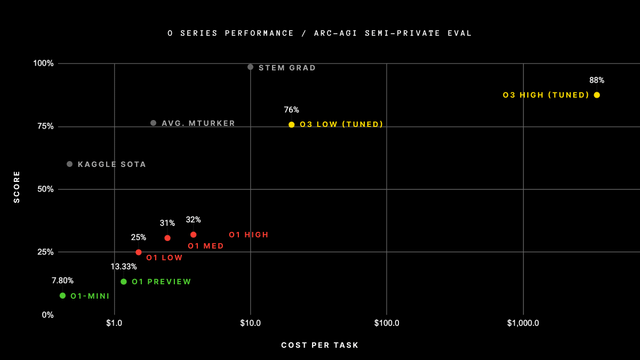 O SERIES PERFORMANCE / ARC-AGI SEMI-PRIVATE EVAL
100%
STEM GRAD
88%
O3 HIGH (TUNED)
76%
75%
AVG. MTURKER
O3 LOW (TUNED)
KAGGLE SOTA
SCORE
50%
32%
31%
25%
O1 HIGH
O1 MED
25%
O1 LOW
13.33%
7.80%
O1 PREVIEW
O1-MINI
0%
$1.0
$10.0
$100.0
$1,000.0
COST PER TASK